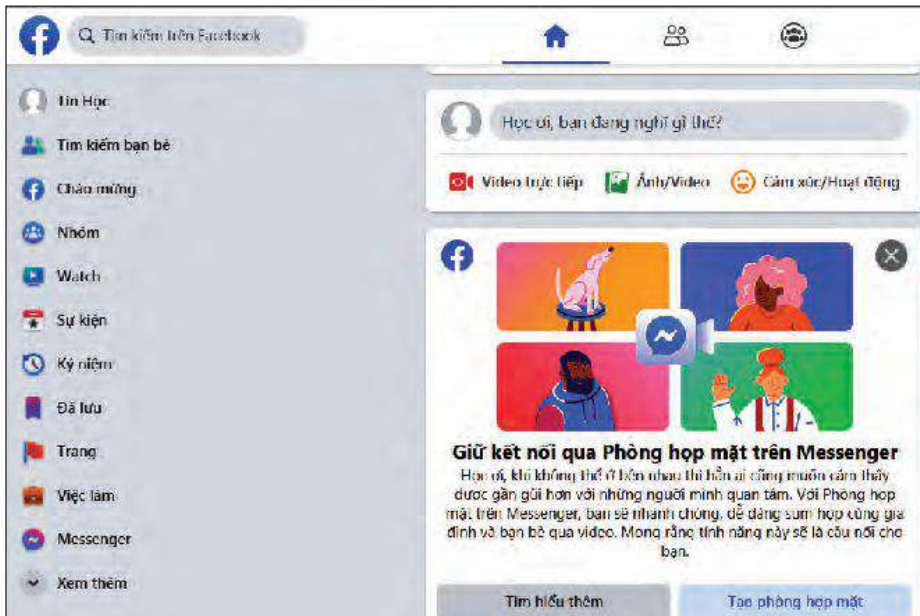 Tìm kiếm trên Facebook
Tin Học
Tìm kiếm bạn bè
Chào mừng
Nhóm
Watch
Sự kiện
Kỷ niệm
Đã lưu
Trang
Việc làm
Messenger
Xem thêm
Học ơi, bạn đang nghĩ gì thế?
Video trực tiếp Ảnh/Video Cảm xúc/Hoạt động
Giữ kết nối qua Phòng họp mặt trên Messenger
Học ơi, khi không thể ở bên nhau thì hẳn ai cũng muốn cảm thấy
được gần gũi hơn với những người mình quan tâm. Với Phòng họp
mặt trên Messenger, bạn sẽ nhanh chóng, dễ dàng sum họp cùng gia
đình và bạn bè qua video. Mong rằng tính năng này sẽ là cầu nối cho
bạn.
Tìm hiểu thêm Tạo phòng họp mặt